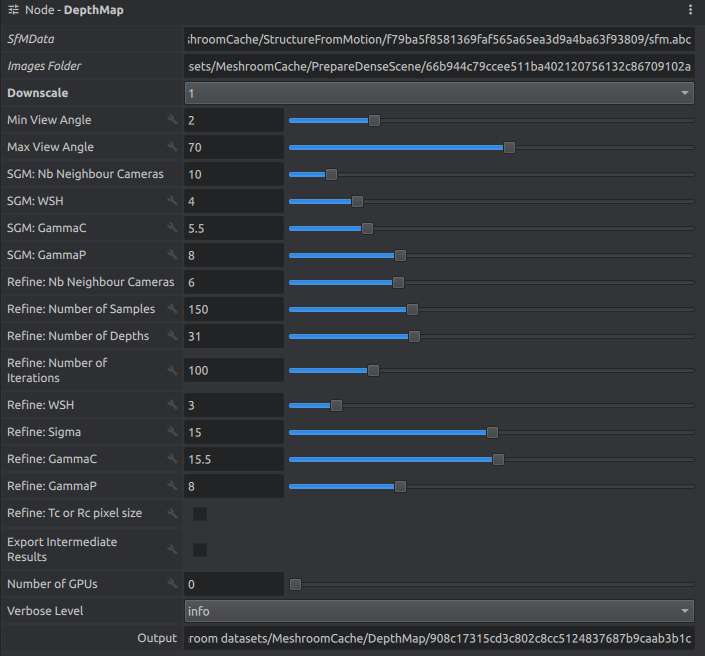 Node - DepthMap
SfMData
shroomCache/StructureFromMotion/f79ba5f8581369faf565a65ea3d9a4ba63f93809/sfm.abc
Images Folder
sets/MeshroomCache/PrepareDenseScene/66b944c79ccee511ba402120756132c86709102a
Downscale
1
Min View Angle
2
Max View Angle
70
SGM: Nb Neighbour Cameras
10
SGM: WSH
4
SGM: GammaC
5.5
SGM: GammaP
8
Refine: Nb Neighbour Cameras
6
Refine: Number of Samples
150
Refine: Number of Depths
31
Refine: Number of
Iterations
100
Refine: WSH
3
Refine: Sigma
15
Refine: GammaC
15.5
Refine: GammaP
8
Refine: Tc or Rc pixel size
Export Intermediate
Results
Number of GPUs
0
Verbose Level
info
Output
room datasets/MeshroomCache/DepthMap/908c17315cd3c802c8cc5124837687b9caab3b1c